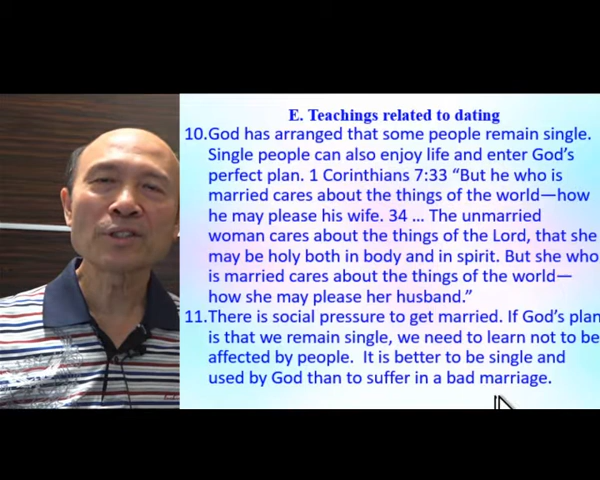 E. Teachings related to dating
10.God has arranged that some people remain single.
Single people can also enjoy life and enter God's
perfect plan. 1 Corinthians 7:33 “But he who is
married cares about the things of the world—how
he may please his wife. 34 ... The unmarried
woman cares about the things of the Lord, that she
may be holy both in body and in spirit. But she who
is married cares about the things of the world—
how she may please her husband.”
11.There is social pressure to get married. If God's plan
is that we remain single, we need to learn not to be
affected by people.  It is better to be single and
used by God than to suffer in a bad marriage.